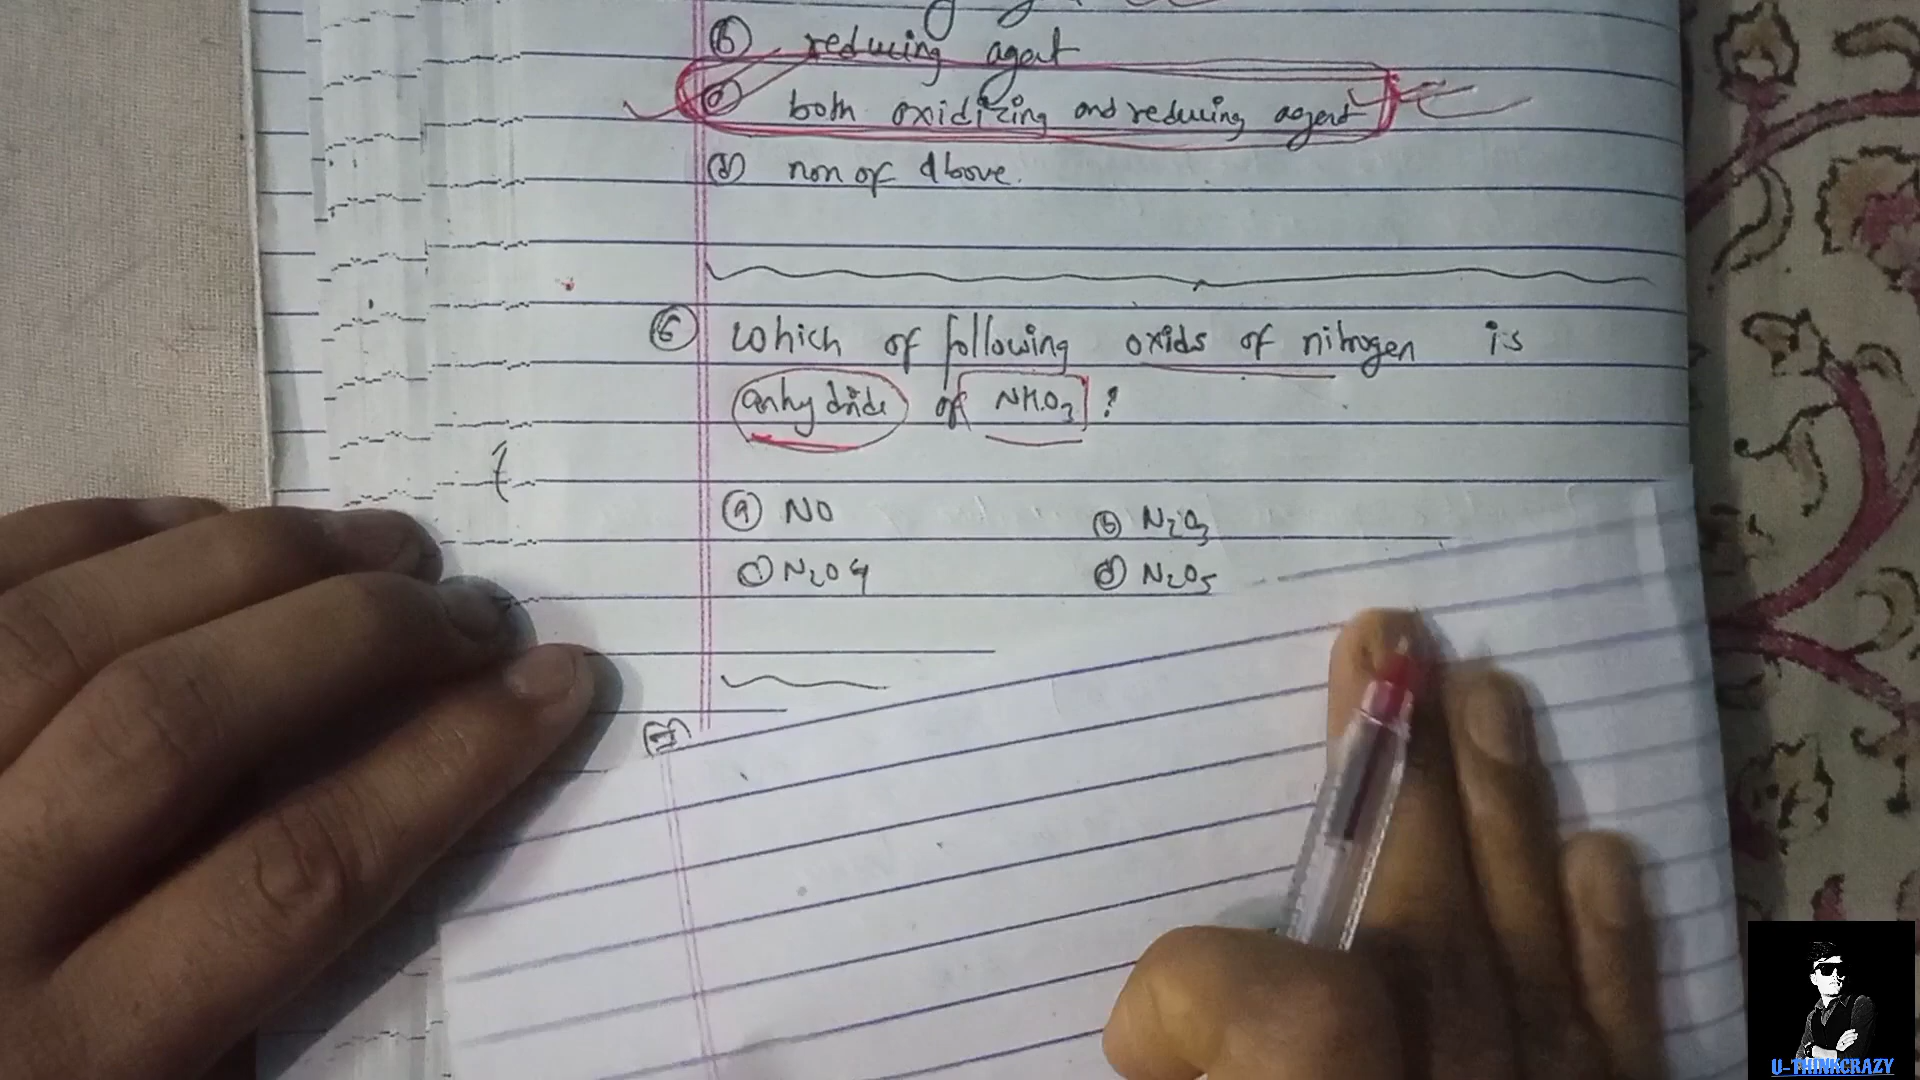 (b) reducing agent
(c) both oxidizing and reducing agent
(d) non of above.
(6) Which of following oxids of nitrogen is
anhydride of NHO3 ?
(a) NO (b) N2O3
(c) N2O4 (d) N2O5
U-THINKCRAZY